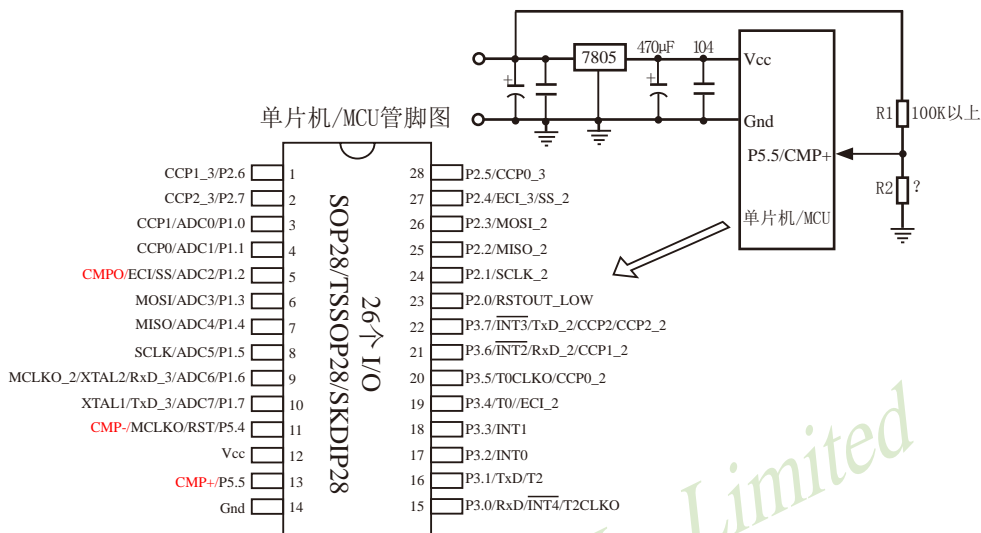 470μF
104
7805
Vcc
Gnd
P5.5/CMP+
单片机/MCU
R1
100K以上
R2
?
单片机/MCU管脚图
CCP1_3/P2.6
1
CCP2_3/P2.7
2
CCP1/ADC0/P1.0
3
CCP0/ADC1/P1.1
4
CMPO/ECI/SS/ADC2/P1.2
5
MOSI/ADC3/P1.3
6
MISO/ADC4/P1.4
7
SCLK/ADC5/P1.5
8
MCLKO_2/XTAL2/RxD_3/ADC6/P1.6
9
XTAL1/TxD_3/ADC7/P1.7
10
CMP-/MCLKO/RST/P5.4
11
Vcc
12
CMP+/P5.5
13
Gnd
14
SOP28/TSSOP28/SKDIP28
26个 I/O
28
P2.5/CCP0_3
27
P2.4/ECI_3/SS_2
26
P2.3/MOSI_2
25
P2.2/MISO_2
24
P2.1/SCLK_2
23
P2.0/RSTOUT_LOW
22
P3.7/INT3/TxD_2/CCP2/CCP2_2
21
P3.6/INT2/RxD_2/CCP1_2
20
P3.5/T0CLKO/CCP0_2
19
P3.4/T0//ECI_2
18
P3.3/INT1
17
P3.2/INT0
16
P3.1/TxD/T2
15
P3.0/RxD/INT4/T2CLKO
Limited